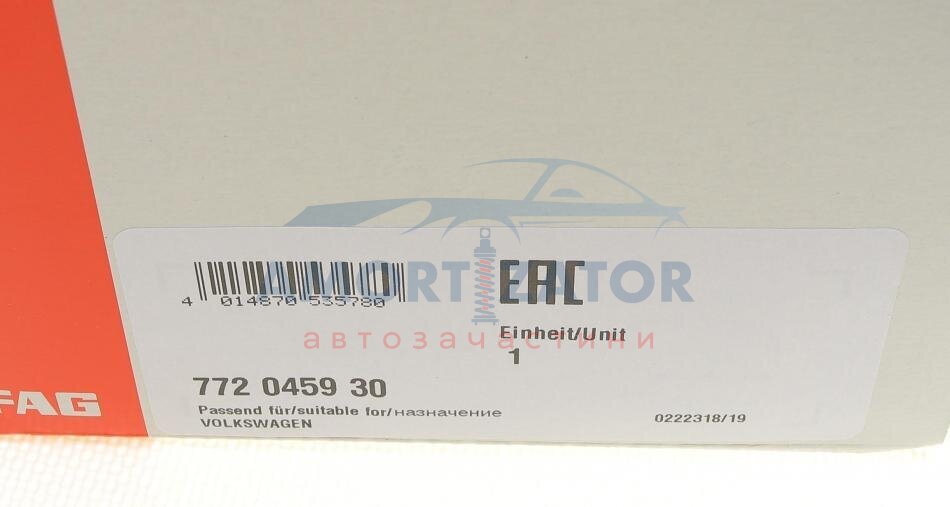 AMORTIZATOR
автозачастини
EAC
4 014870 535780
Einheit/Unit
1
772 0459 30
Passend für/suitable for/назначение
VOLKSWAGEN
0222318/19
FAG